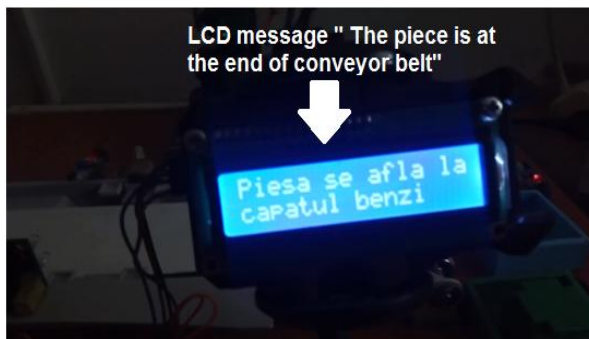 LCD message " The piece is at
the end of conveyor belt"
Piesa se afla la
capatul benzi